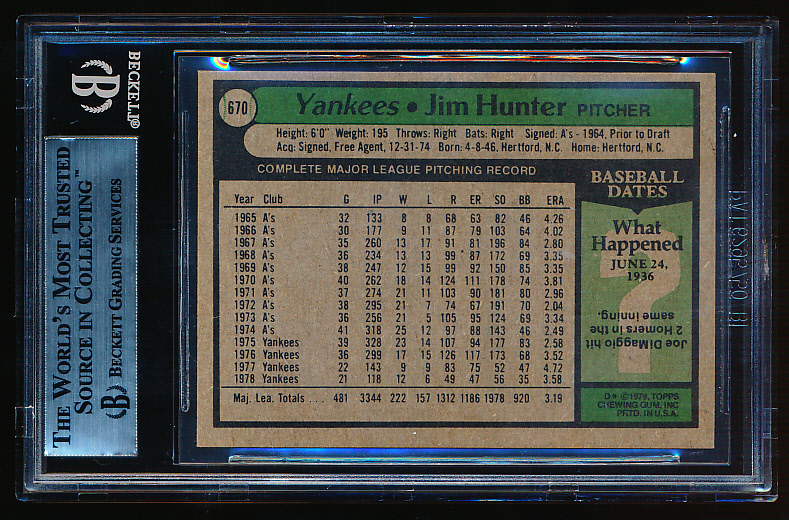 BECKETT®
THE WORLD'S MOST TRUSTED
SOURCE IN COLLECTING™
BECKETT GRADING SERVICES
670
Yankees • Jim Hunter PITCHER
Height: 6'0" Weight: 195 Throws: Right Bats: Right Signed: A's - 1964, Prior to Draft
Acq: Signed, Free Agent, 12-31-74 Born: 4-8-46, Hertford, N.C. Home: Hertford, N.C.
COMPLETE MAJOR LEAGUE PITCHING RECORD
Year Club G IP W L R ER SO BB ERA
1965 A's 32 133 8 8 68 63 82 46 4.26
1966 A's 30 177 9 11 87 79 103 64 4.02
1967 A's 35 260 13 17 91 81 196 84 2.80
1968 A's 36 234 13 13 99 87 172 69 3.35
1969 A's 38 247 12 15 99 92 150 85 3.35
1970 A's 40 262 18 14 124 111 178 74 3.81
1971 A's 37 274 21 11 103 90 181 80 2.96
1972 A's 38 295 21 7 74 67 191 70 2.04
1973 A's 36 256 21 5 105 95 124 69 3.34
1974 A's 41 318 25 12 97 88 143 46 2.49
1975 Yankees 39 328 23 14 107 94 177 83 2.58
1976 Yankees 36 299 17 15 126 117 173 68 3.52
1977 Yankees 22 143 9 9 83 75 52 47 4.72
1978 Yankees 21 118 12 6 49 47 56 35 3.58
Maj. Lea. Totals . . . 481 3344 222 157 1312 1186 1978 920 3.19
BASEBALL
DATES
What
Happened
JUNE 24,
1936
?
Joe DiMaggio hit
2 Homers in the
same inning.
D* ©1979, TOPPS
CHEWING GUM, INC
PRTD. IN U.S.A.